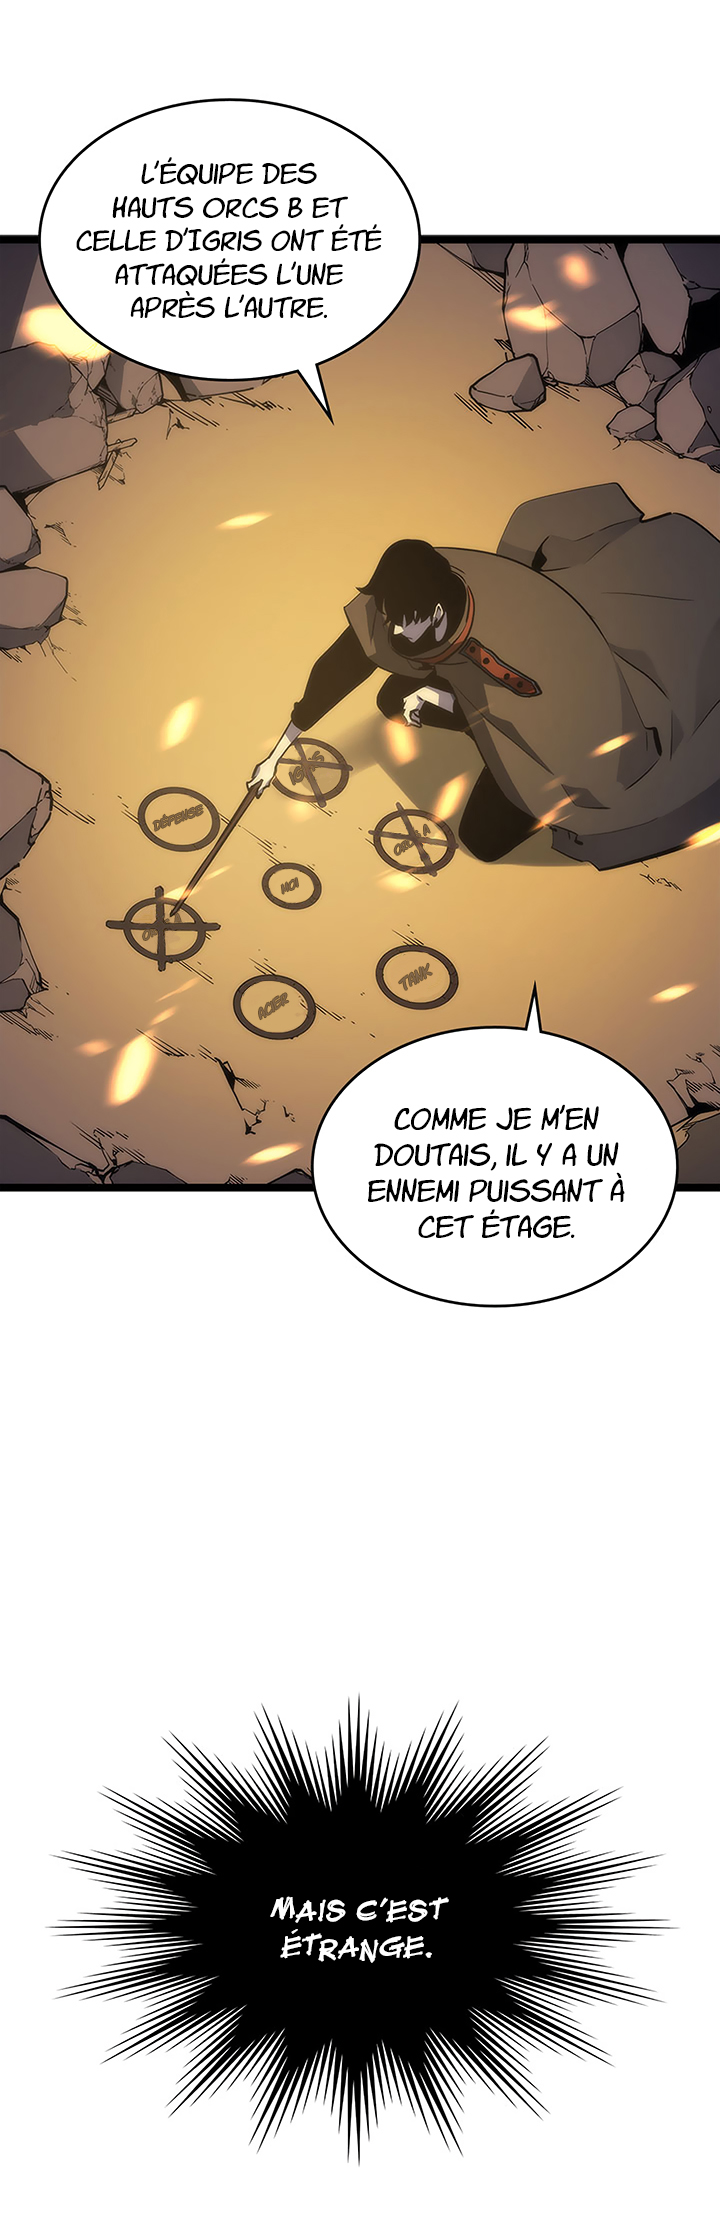 L'ÉQUIPE DES
HAUTS ORCS B ET
CELLE D'IGRIS ONT ÉTÉ
ATTAQUÉES L'UNE
APRÈS L'AUTRE.
DÉFENSE
MOI
ACIER
TANK
COMME JE M'EN
DOUTAIS, IL Y A UN
ENNEMI PUISSANT À
CET ÉTAGE.
MAIS C'EST
ÉTRANGE.